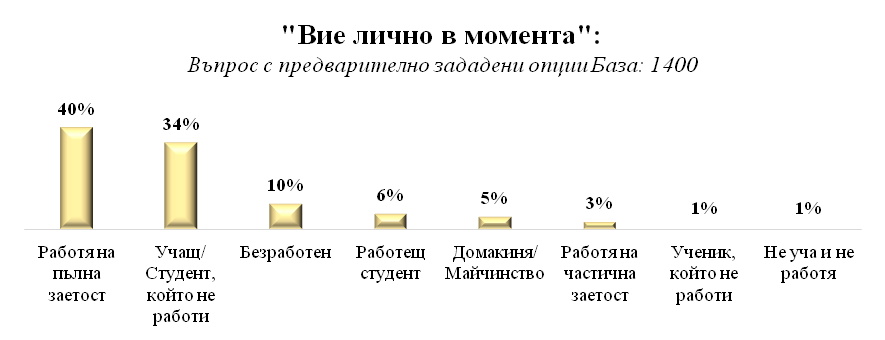 "Вие лично в момента":
Въпрос с предварително зададени опции База: 1400
40%
34%
10%
6%
5%
3%
1%
1%
Работя на
пълна
заетост
Учащ/
Студент,
който не
работи
Безработен
Работещ
студент
Домакиня/
Майчинство
Работя на
частична
заетост
Ученик,
който не
работи
Не уча и не
работя